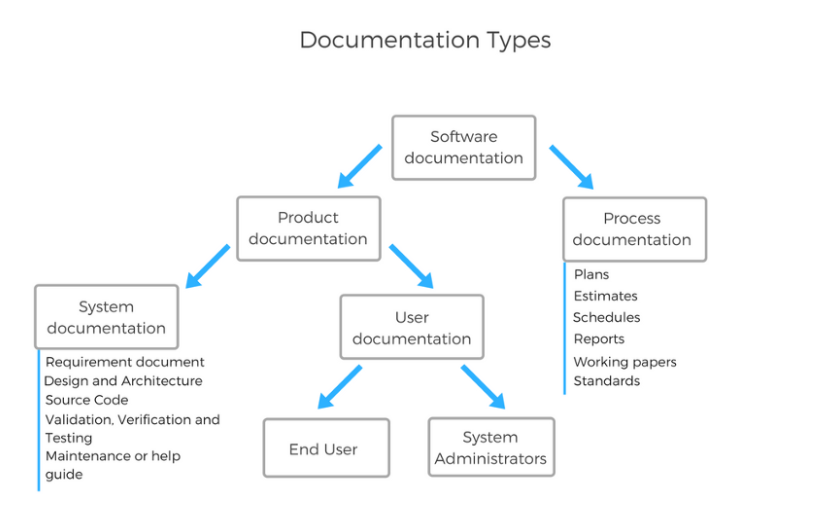 Documentation Types
Software
documentation
Product
documentation
Process
documentation
System
documentation
Requirement document
Design and Architecture
Source Code
Validation, Verification and
Testing
Maintenance or help
guide
User
documentation
End User
System
Administrators
Plans
Estimates
Schedules
Reports
Working papers
Standards